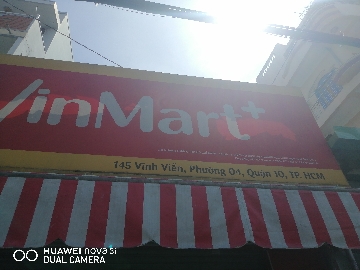 VinMart+
145 Vĩnh Viễn, Phường 04, Quận 10, TP. HCM
HUAWEI nova 3i
DUAL CAMERA